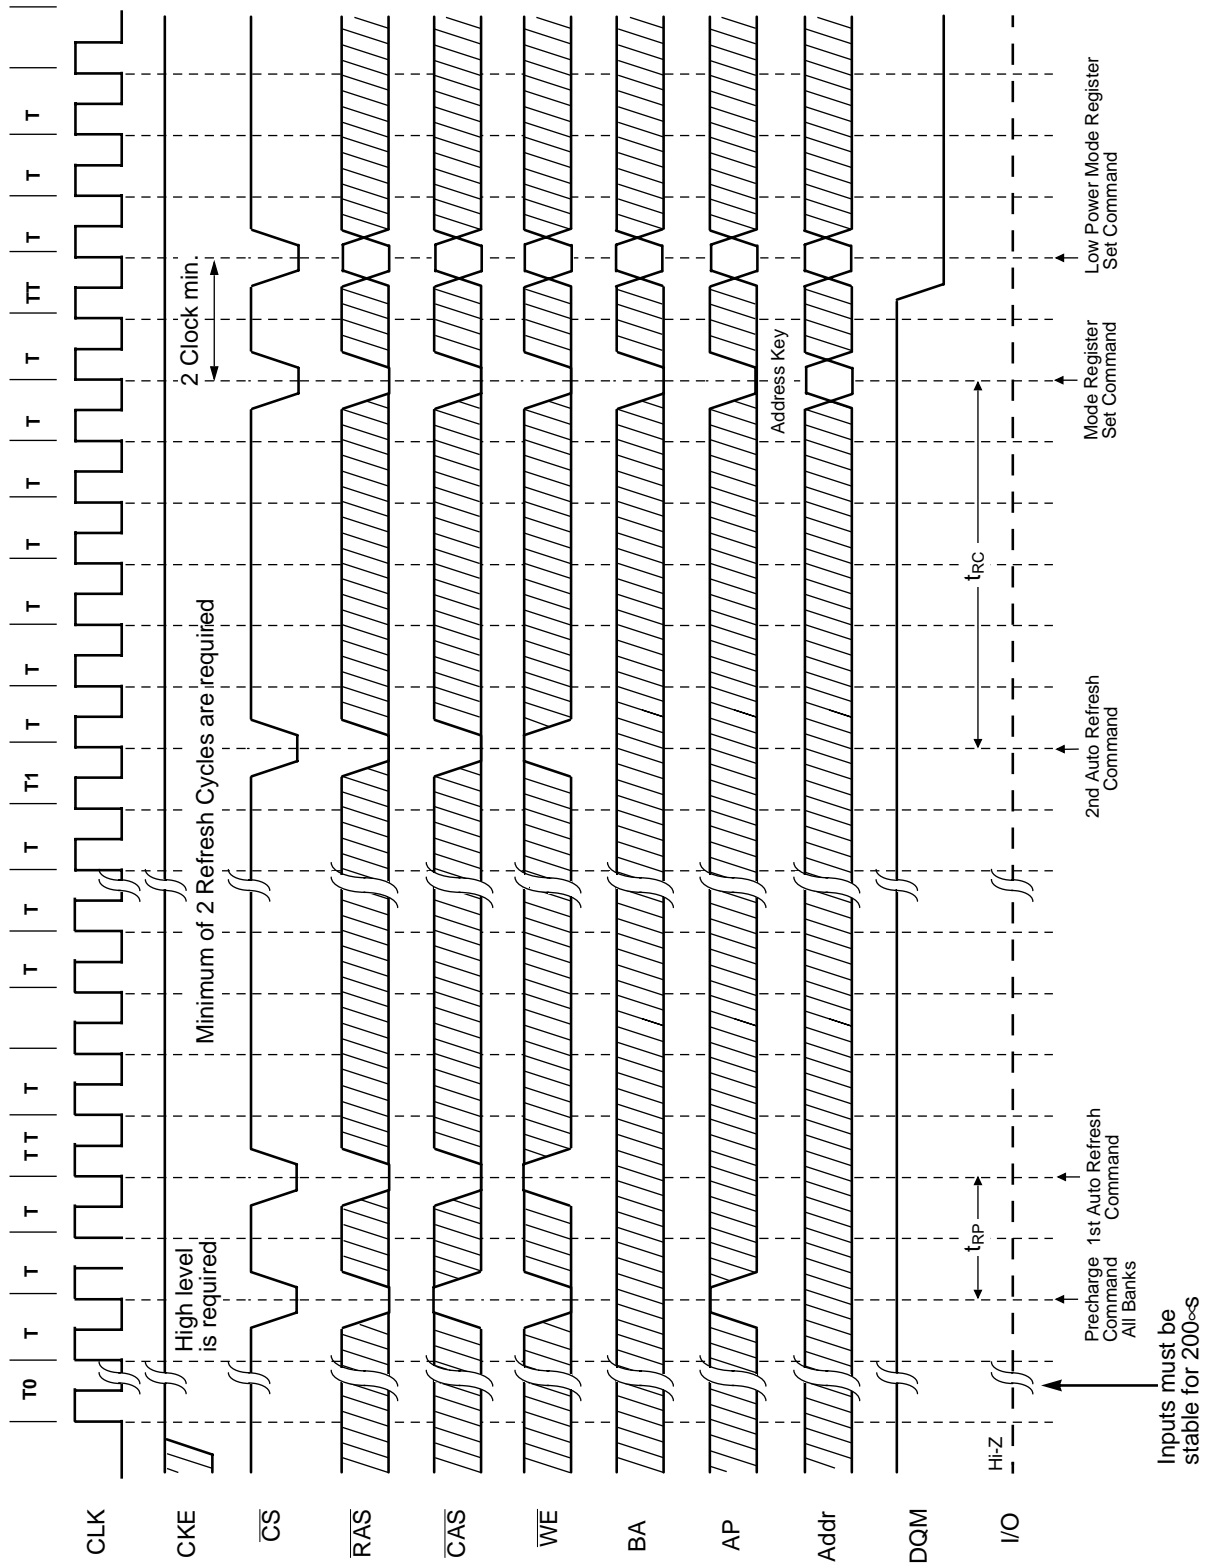 T0
T
T
T
T T
T
T
T
T
T1
T
T
T
T
T
T
T
TT
T
T
T
CLK
CKE
High level
is required
Minimum of 2 Refresh Cycles are required
2 Clock min.
CS
RAS
CAS
WE
BA
AP
Address Key
Addr
DQM
tRP
tRC
I/O
Hi-Z
Precharge
Command
All Banks
1st Auto Refresh
Command
2nd Auto Refresh
Command
Mode Register
Set Command
Low Power Mode Register
Set Command
Inputs must be
stable for 200∝s